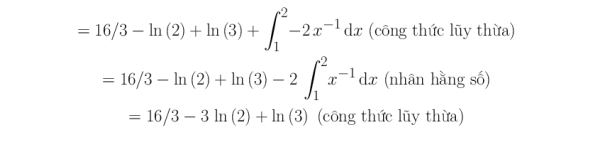 = 16/3 − ln (2) + ln (3) + ∫₁² −2x⁻¹ dx (công thức lũy thừa)
= 16/3 − ln (2) + ln (3) − 2 ∫₁² x⁻¹ dx (nhân hằng số)
= 16/3 − 3 ln (2) + ln (3) (công thức lũy thừa)